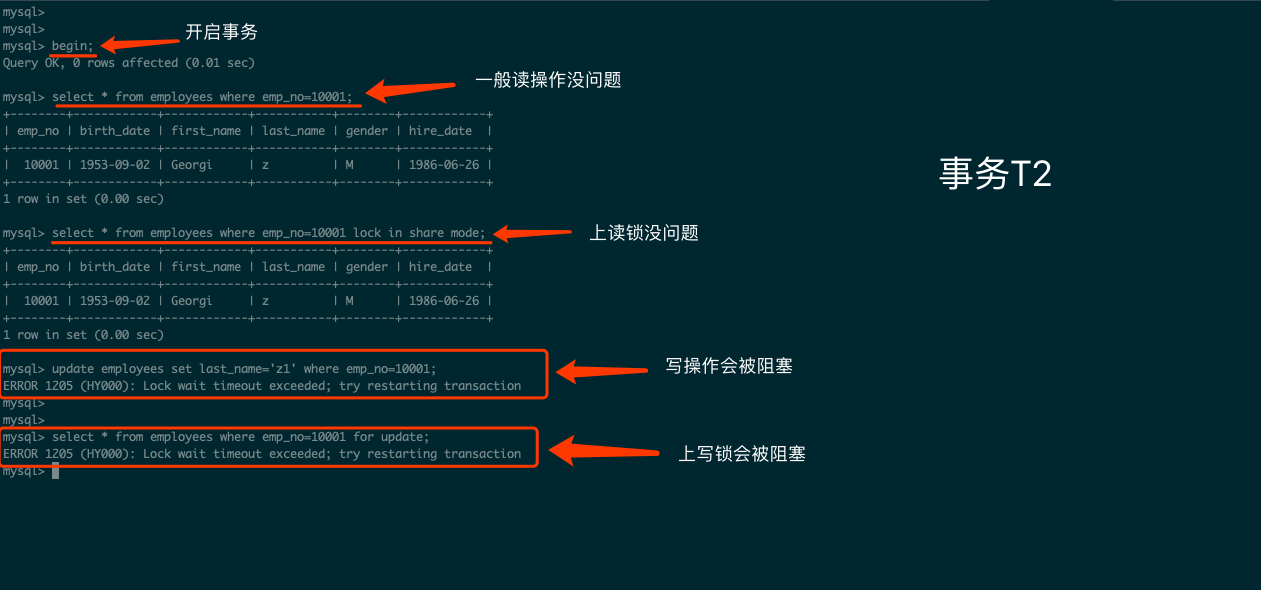 mysql>
mysql>
开启事务
mysql> begin;
Query OK, 0 rows affected (0.01 sec)
一般读操作没问题
mysql> select * from employees where emp_no=10001;
+--------+------------+------------+-----------+--------+------------+
| emp_no | birth_date | first_name | last_name | gender | hire_date  |
+--------+------------+------------+-----------+--------+------------+
|  10001 | 1953-09-02 | Georgi     | z         | M      | 1986-06-26 |
+--------+------------+------------+-----------+--------+------------+
事务T2
1 row in set (0.00 sec)
mysql> select * from employees where emp_no=10001 lock in share mode;
上读锁没问题
+--------+------------+------------+-----------+--------+------------+
| emp_no | birth_date | first_name | last_name | gender | hire_date  |
+--------+------------+------------+-----------+--------+------------+
|  10001 | 1953-09-02 | Georgi     | z         | M      | 1986-06-26 |
+--------+------------+------------+-----------+--------+------------+
1 row in set (0.00 sec)
mysql> update employees set last_name='z1' where emp_no=10001;
写操作会被阻塞
ERROR 1205 (HY000): Lock wait timeout exceeded; try restarting transaction
mysql>
mysql>
mysql> select * from employees where emp_no=10001 for update;
ERROR 1205 (HY000): Lock wait timeout exceeded; try restarting transaction
上写锁会被阻塞
mysql>